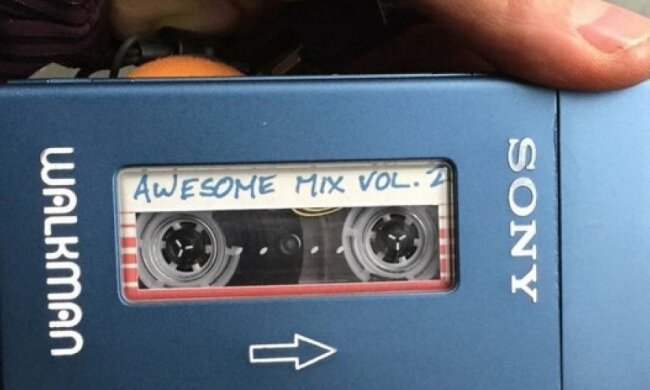 AWESOME MIX VOL. 2
WALKMAN
SONY